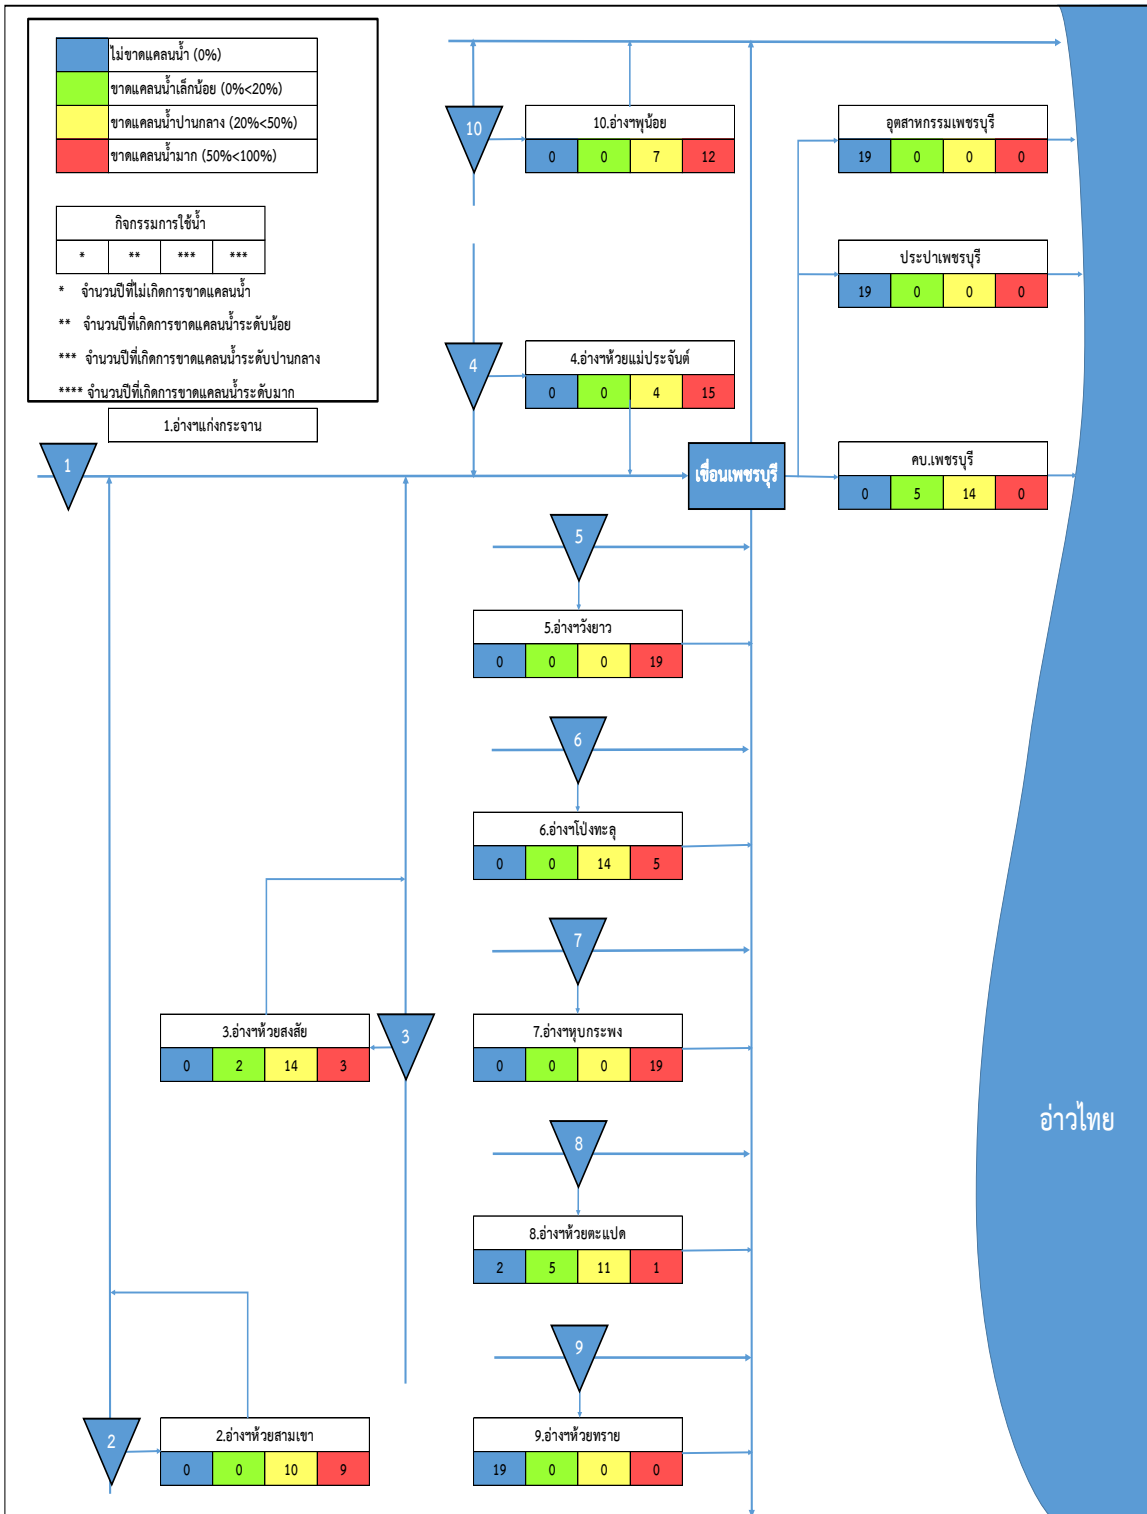 ไม่ขาดแคลนน้ำ (0%)
ขาดแคลนน้ำเล็กน้อย (0%<20%)
ขาดแคลนน้ำปานกลาง (20%<50%)
ขาดแคลนน้ำมาก (50%<100%)
กิจกรรมการใช้น้ำ
* ** *** ***
* จำนวนปีที่ไม่เกิดการขาดแคลนน้ำ
** จำนวนปีที่เกิดการขาดแคลนน้ำระดับน้อย
*** จำนวนปีที่เกิดการขาดแคลนน้ำระดับปานกลาง
**** จำนวนปีที่เกิดการขาดแคลนน้ำระดับมาก
10
10.อ่างฯพุน้อย
0 0 7 12
อุตสาหกรรมเพชรบุรี
19 0 0 0
ประปาเพชรบุรี
19 0 0 0
4
4.อ่างฯห้วยแม่ประจันต์
0 0 4 15
1.อ่างฯแก่งกระจาน
1
เขื่อนเพชรบุรี
คบ.เพชรบุรี
0 5 14 0
5
5.อ่างฯวังยาว
0 0 0 19
6
6.อ่างฯโป่งทะลุ
0 0 14 5
7
3.อ่างฯห้วยสงสัย
0 2 14 3
3
7.อ่างฯหุบกระพง
0 0 0 19
อ่าวไทย
8
8.อ่างฯห้วยตะแปด
2 5 11 1
9
2
2.อ่างฯห้วยสามเขา
0 0 10 9
9.อ่างฯห้วยทราย
19 0 0 0